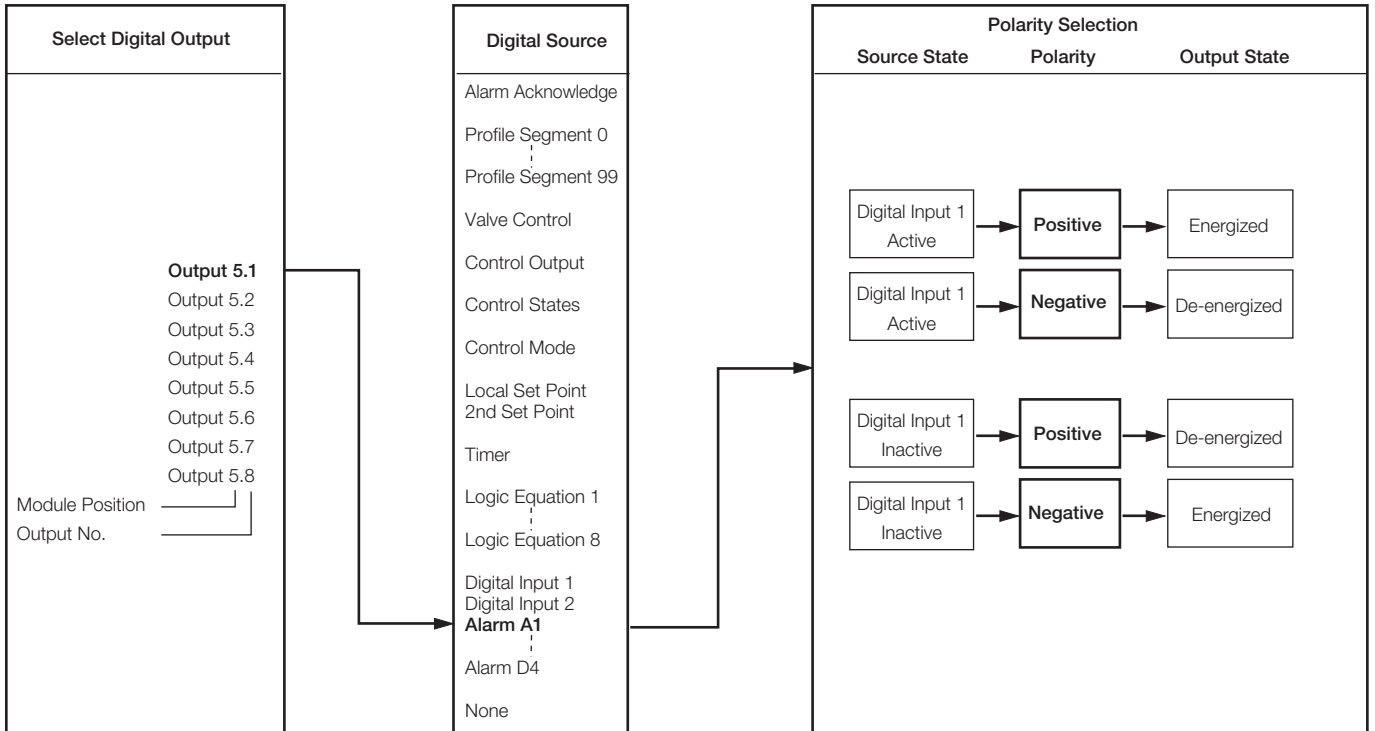 Select Digital Output
Output 5.1
Output 5.2
Output 5.3
Output 5.4
Output 5.5
Output 5.6
Output 5.7
Output 5.8
Module Position
Output No.
Digital Source
Alarm Acknowledge
Profile Segment 0
Profile Segment 99
Valve Control
Control Output
Control States
Control Mode
Local Set Point
2nd Set Point
Timer
Logic Equation 1
Logic Equation 8
Digital Input 1
Digital Input 2
Alarm A1
Alarm D4
None
Polarity Selection
Source State Polarity Output State
Digital Input 1
Active
Positive
Energized
Digital Input 1
Active
Negative
De-energized
Digital Input 1
Inactive
Positive
De-energized
Digital Input 1
Inactive
Negative
Energized